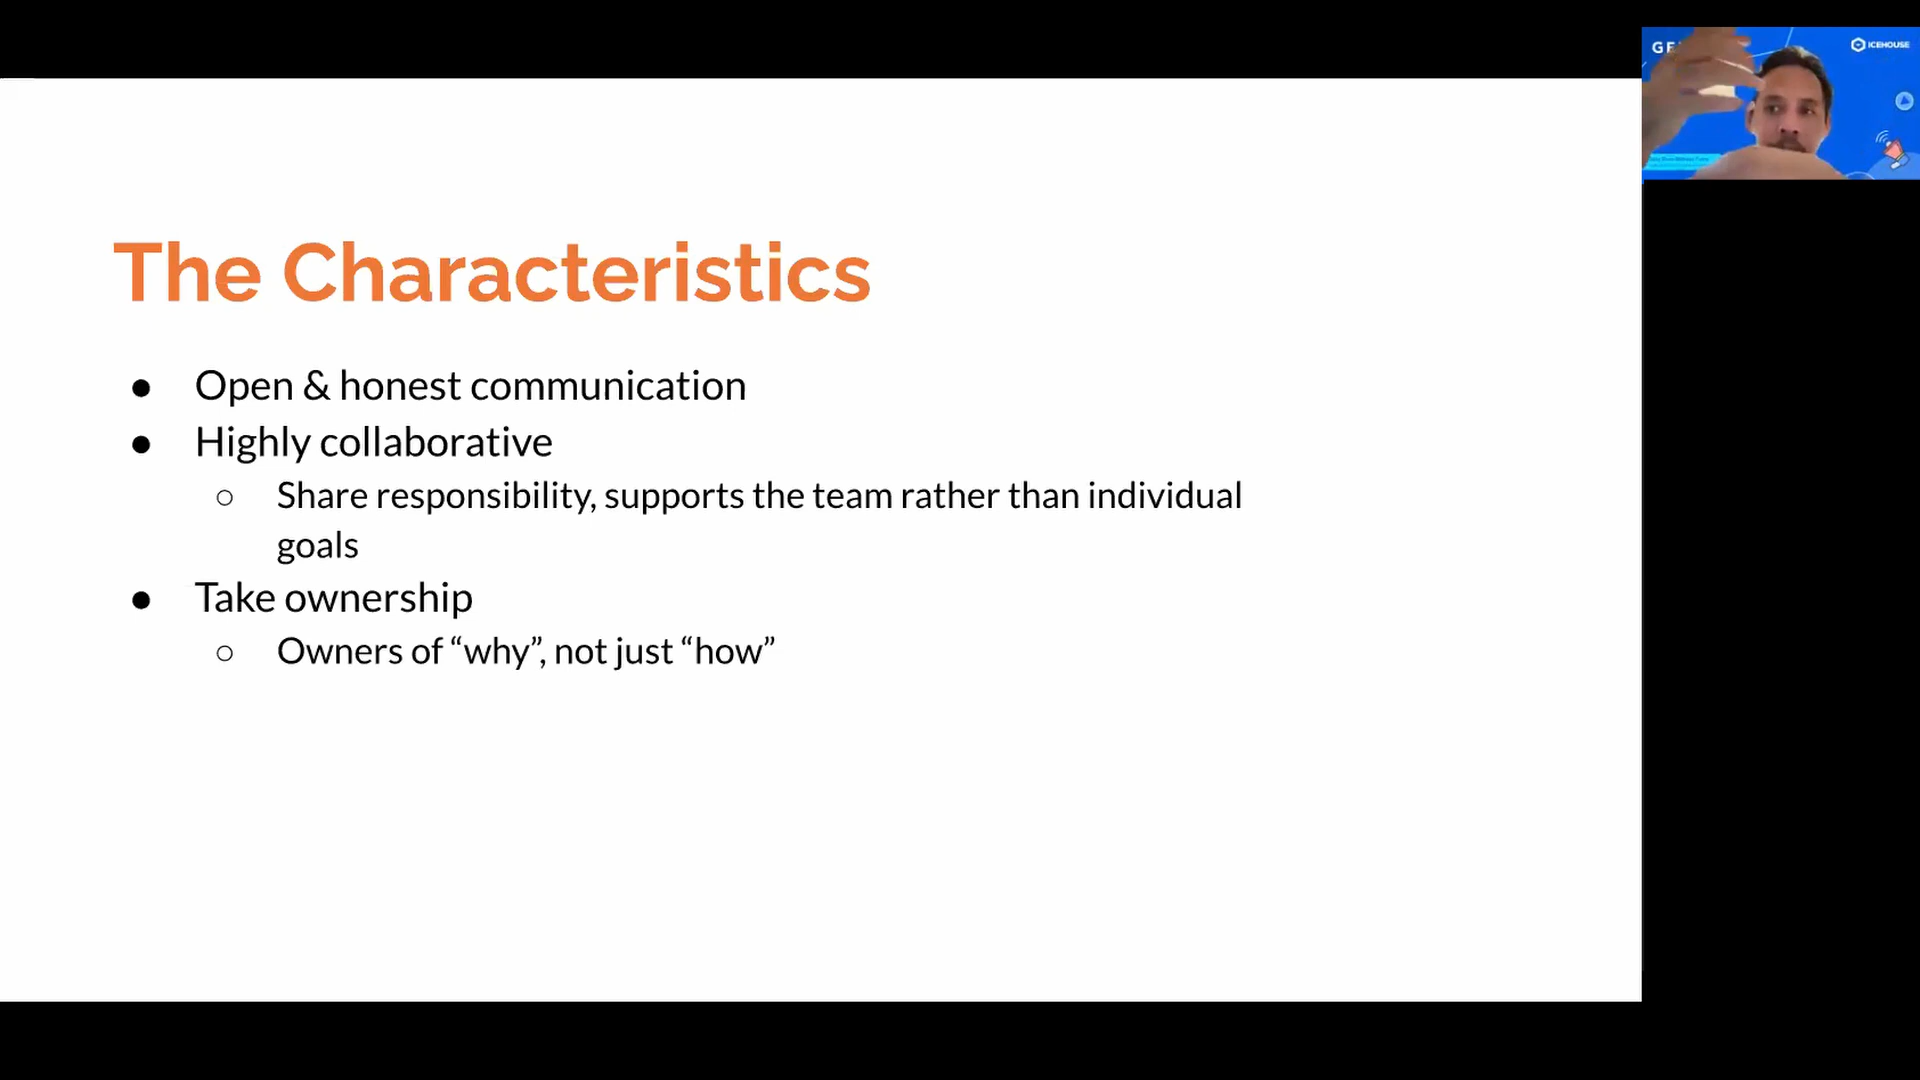 The Characteristics
● Open & honest communication
● Highly collaborative
○ Share responsibility, supports the team rather than individual
goals
● Take ownership
○ Owners of “why”, not just “how”
ICEHOUSE